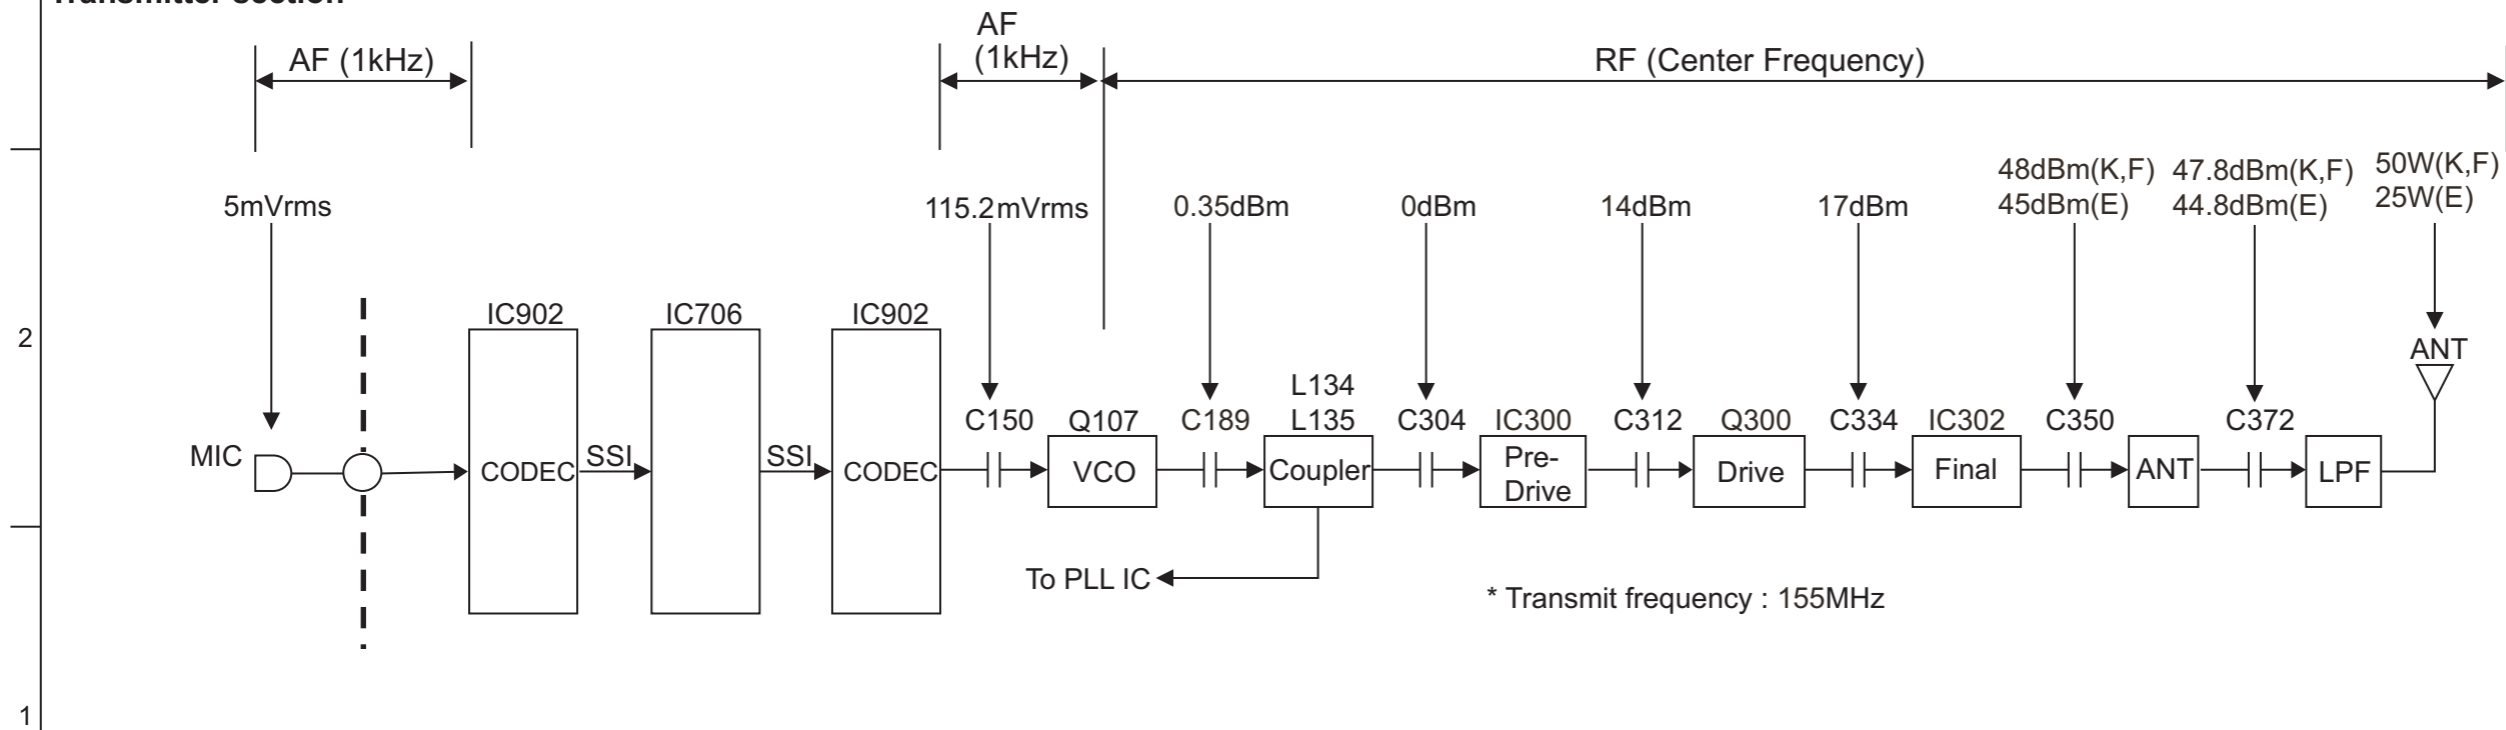 Transmitter section
AF (1kHz)
AF
(1kHz)
RF (Center Frequency)
5mVrms
115.2mVrms
0.35dBm
0dBm
14dBm
17dBm
48dBm(K,F)
45dBm(E)
47.8dBm(K,F)
44.8dBm(E)
50W(K,F)
25W(E)
2
IC902
IC706
IC902
ANT
C150
Q107
C189
L134
L135
C304
IC300
C312
Q300
C334
IC302
C350
C372
MIC
CODEC
SSI
SSI
CODEC
VCO
Coupler
Pre-
Drive
Drive
Final
ANT
LPF
To PLL IC
* Transmit frequency : 155MHz
1